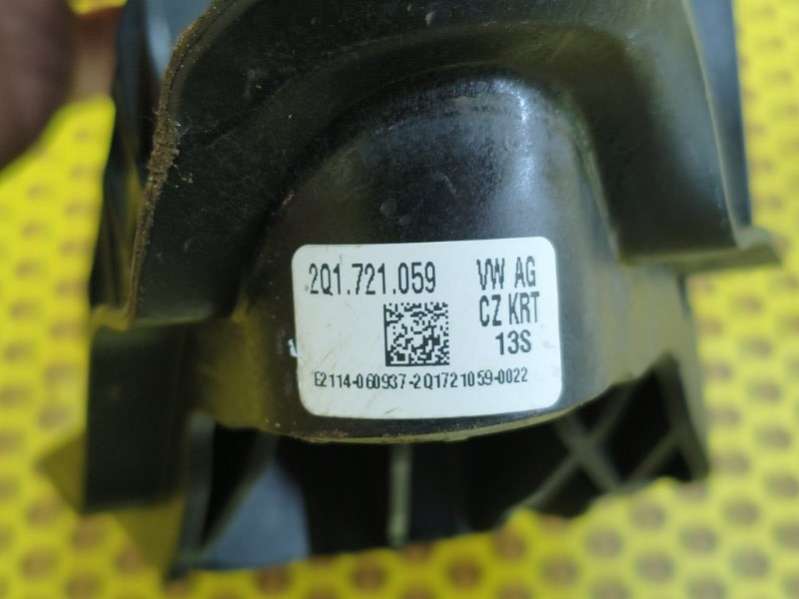 2Q1.721.059 VW AG
CZ KRT
13S
E2114-060937-2Q1721059-0022